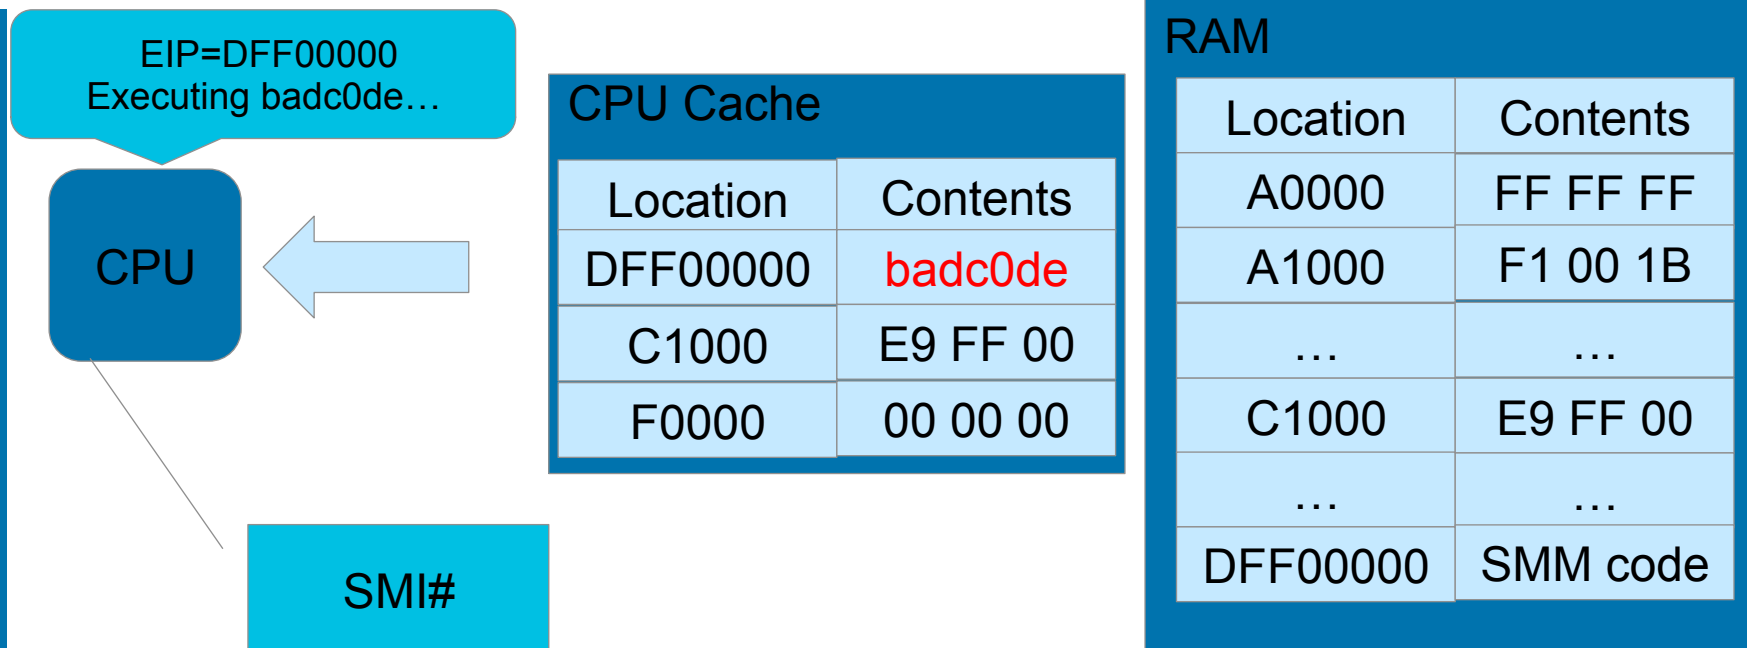 EIP=DFF00000
Executing badc0de…
CPU
SMI#
CPU Cache
Location Contents
DFF00000 badc0de
C1000 E9 FF 00
F0000 00 00 00
RAM
Location Contents
A0000 FF FF FF
A1000 F1 00 1B
… …
C1000 E9 FF 00
… …
DFF00000 SMM code